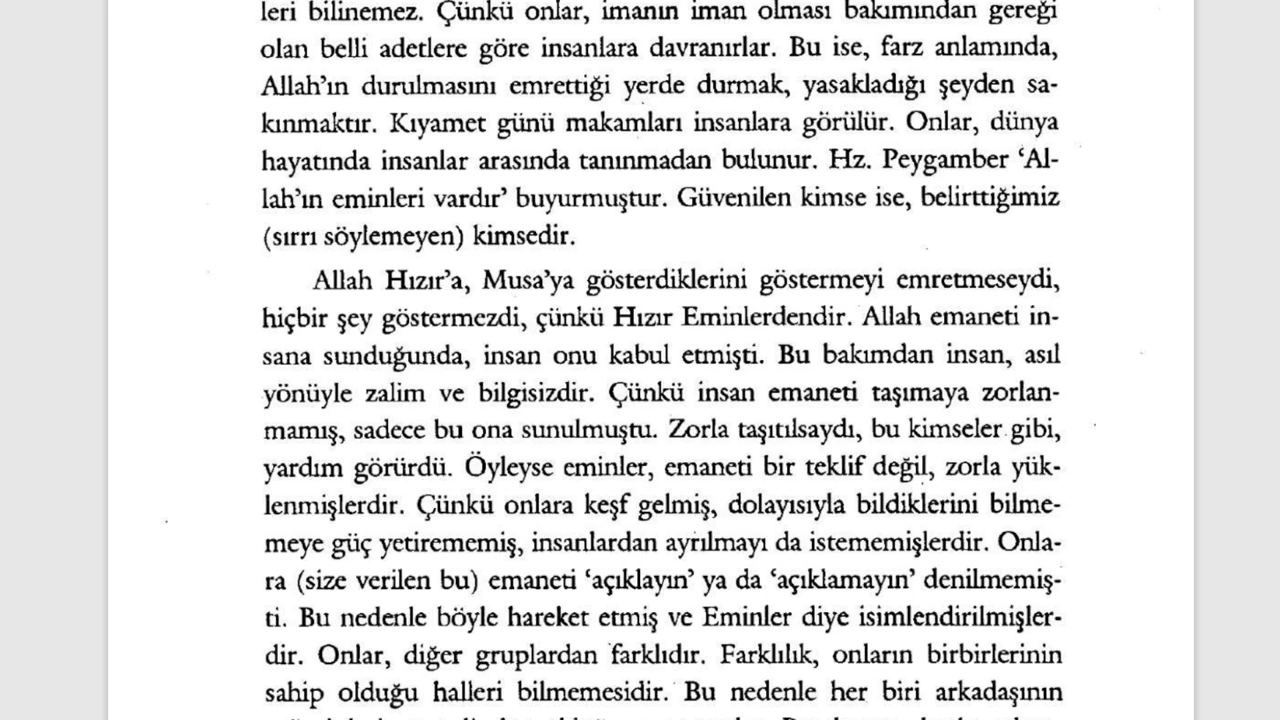 leri bilinemez. Çünkü onlar, imanın iman olması bakımından gereği
olan belli adetlere göre insanlara davranırlar. Bu ise, farz anlamında,
Allah’ın durulmasını emrettiği yerde durmak, yasakladığı şeyden sa-
kınmaktır. Kıyamet günü makamları insanlara görülür. Onlar, dünya
hayatında insanlar arasında tanınmadan bulunur. Hz. Peygamber ‘Al-
lah’ın eminleri vardır’ buyurmuştur. Güvenilen kimse ise, belirttiğimiz
(sırrı söylemeyen) kimsedir.
Allah Hızır’a, Musa’ya gösterdiklerini göstermeyi emretmeseydi,
hiçbir şey göstermezdi, çünkü Hızır Eminlerdendir. Allah emaneti in-
sana sunduğunda, insan onu kabul etmişti. Bu bakımdan insan, asıl
yönüyle zalim ve bilgisizdir. Çünkü insan emaneti taşımaya zorlan-
mamış, sadece bu ona sunulmuştu. Zorla taşıtılsaydı, bu kimseler gibi,
yardım görürdü. Öyleyse eminler, emaneti bir teklif değil, zorla yük-
lenmişlerdir. Çünkü onlara keşf gelmiş, dolayısıyla bildiklerini bilme-
meye güç yetirememiş, insanlardan ayrılmayı da istememişlerdir. Onla-
ra (size verilen bu) emaneti ‘açıklayın’ ya da ‘açıklamayın’ denilmemiş-
ti. Bu nedenle böyle hareket etmiş ve Eminler diye isimlendirilmişler-
dir. Onlar, diğer gruplardan farklıdır. Farklılık, onların birbirlerinin
sahip olduğu halleri bilmemesidir. Bu nedenle her biri arkadaşının